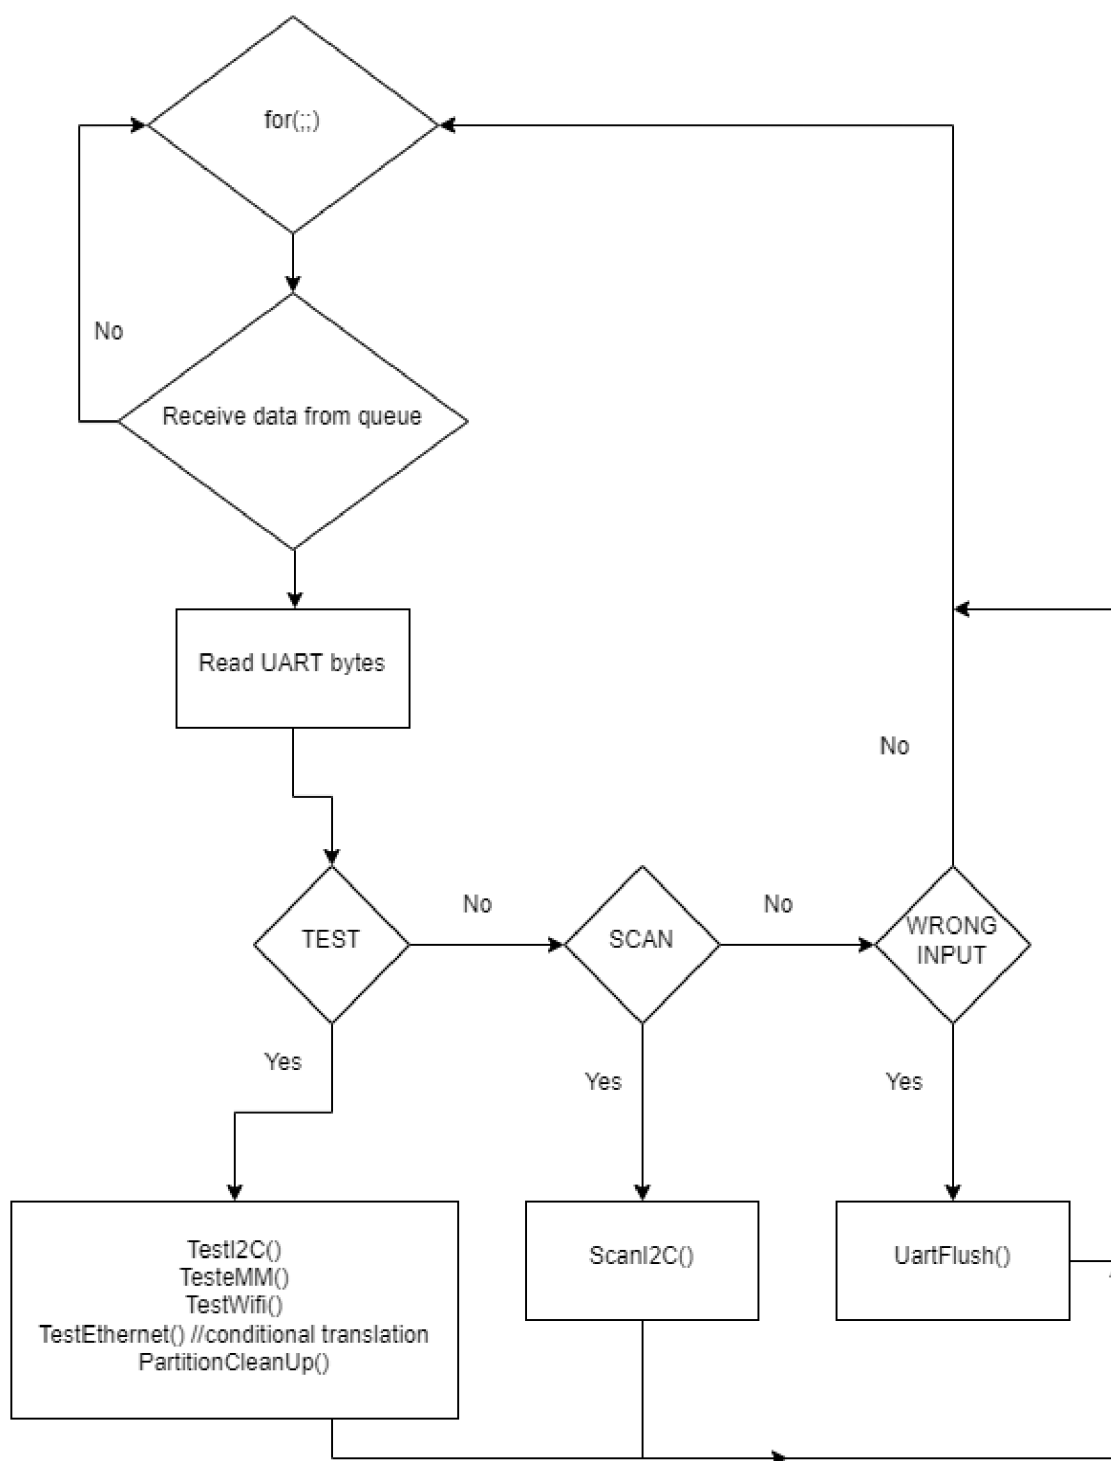 for(;;)
No
Receive data from queue
Read UART bytes
No
TEST
No
SCAN
No
WRONG
INPUT
Yes
Yes
Yes
TestI2C()
TesteMM()
TestWifi()
TestEthernet() //conditional translation
PartitionCleanUp()
ScanI2C()
UartFlush()